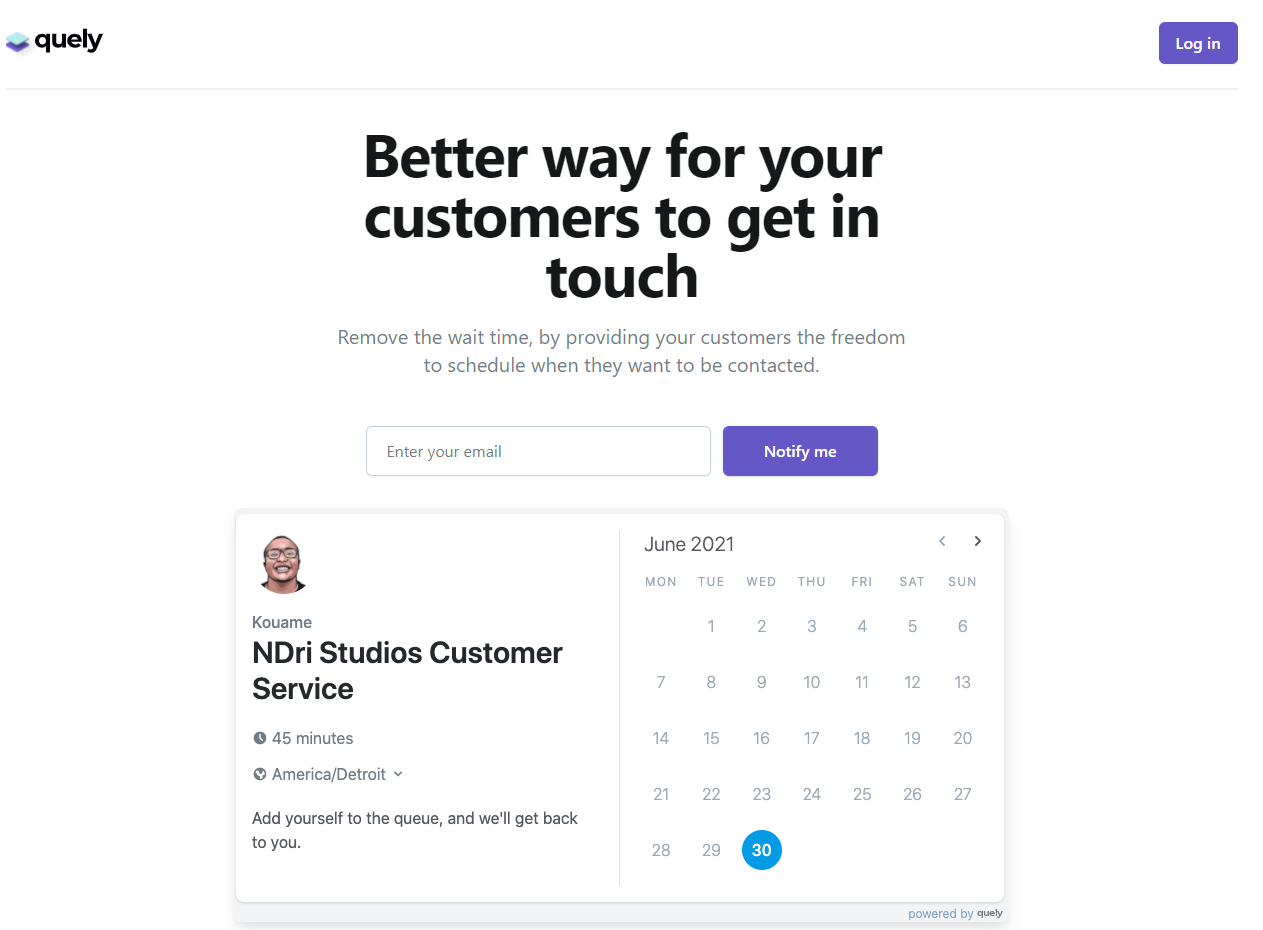 quely
Log in
Better way for your
customers to get in
touch
Remove the wait time, by providing your customers the freedom
to schedule when they want to be contacted.
Enter your email
Notify me
Kouame
NDri Studios Customer
Service
45 minutes
America/Detroit
Add yourself to the queue, and we'll get back
to you.
June 2021
MON TUE WED THU FRI SAT SUN
1 2 3 4 5 6
7 8 9 10 11 12 13
14 15 16 17 18 19 20
21 22 23 24 25 26 27
28 29 30
powered by quely